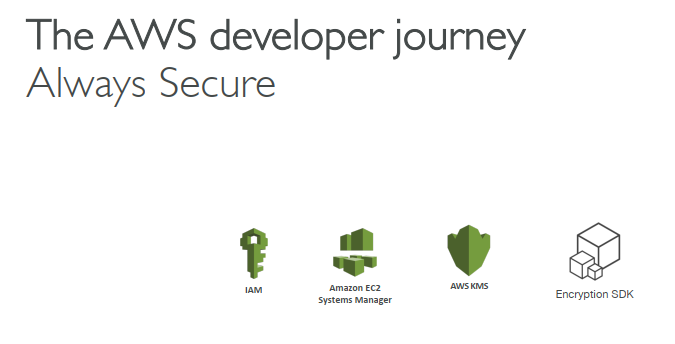 The AWS developer journey
Always Secure
IAM
Amazon EC2
Systems Manager
AWS KMS
Encryption SDK